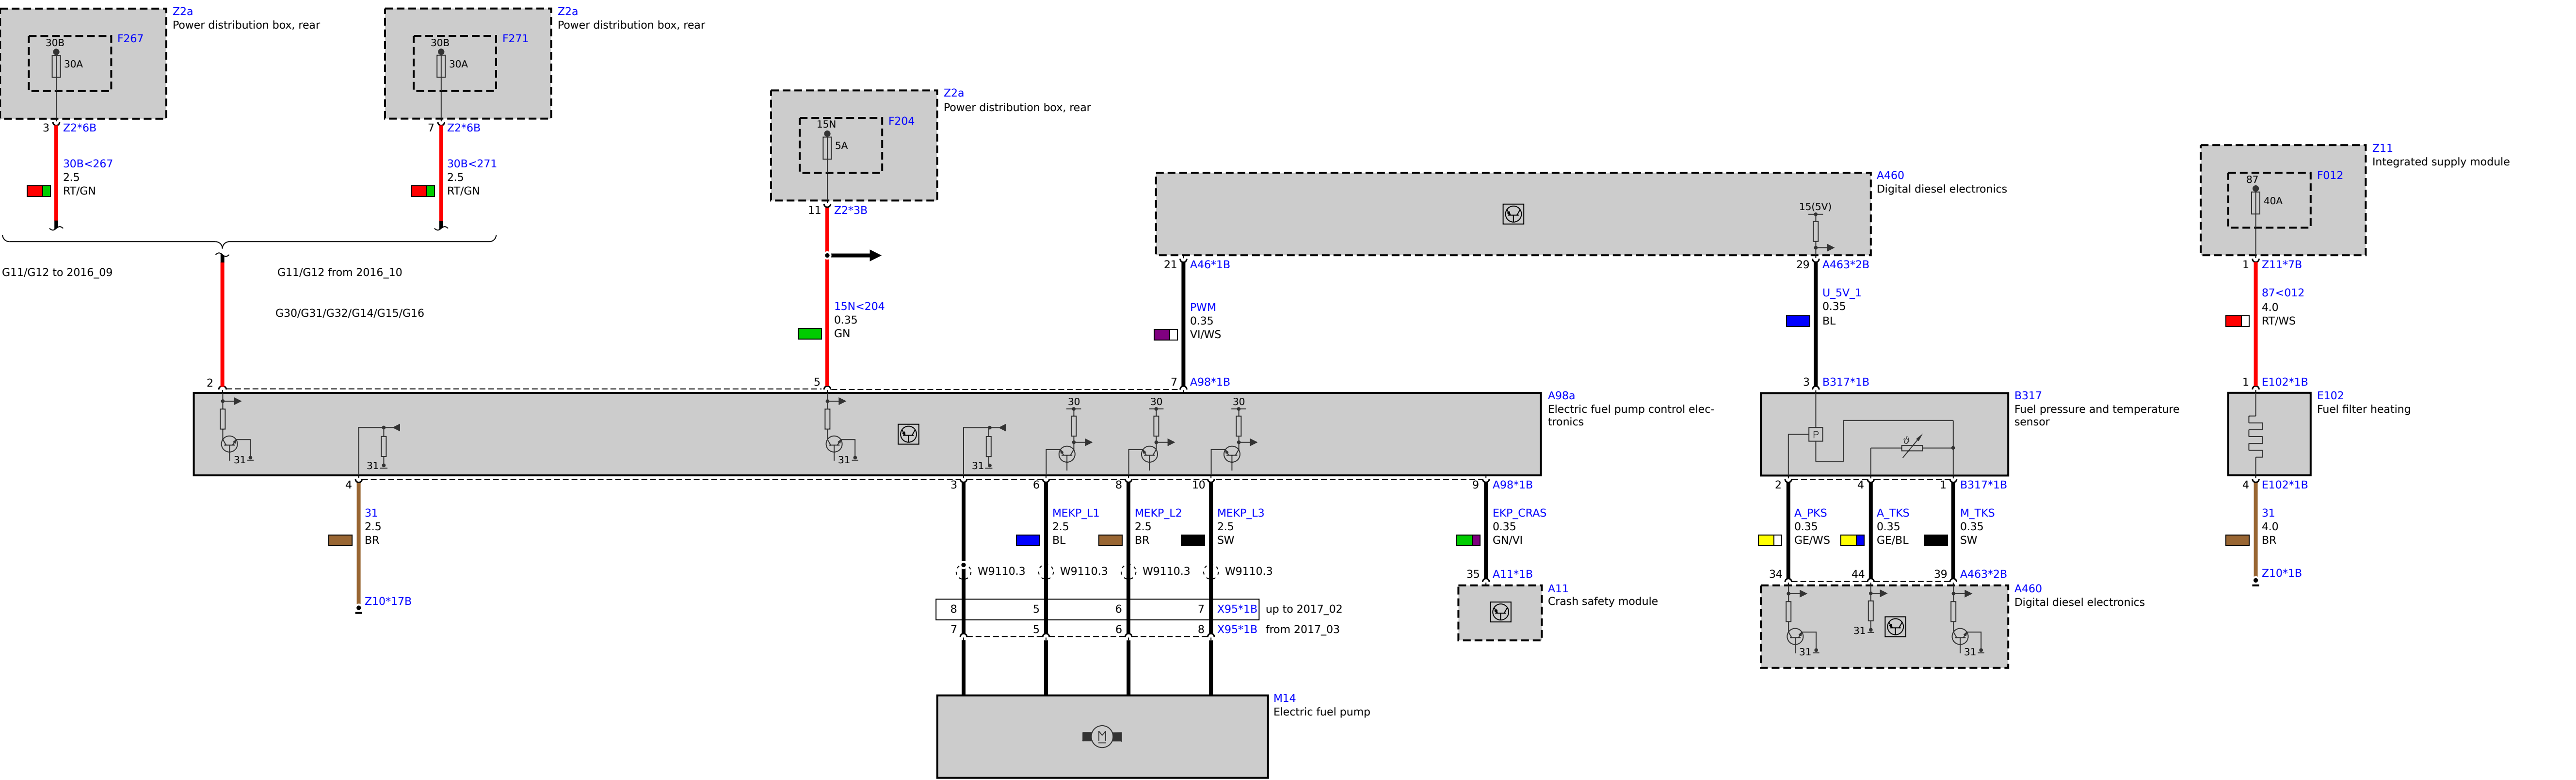 Z2a
Power distribution box, rear
30B
F267
30A
3
Z2*6B
30B<267
2.5
RT/GN
Z2a
Power distribution box, rear
30B
F271
30A
7
Z2*6B
30B<271
2.5
RT/GN
G11/G12 to 2016_09
G11/G12 from 2016_10
G30/G31/G32/G14/G15/G16
Z2a
Power distribution box, rear
15N
F204
5A
11
Z2*3B
15N<204
0.35
GN
A460
Digital diesel electronics
15(5V)
21
A46*1B
PWM
0.35
VI/WS
29
A463*2B
U_5V_1
0.35
BL
Z11
Integrated supply module
87
F012
40A
1
Z11*7B
87<012
4.0
RT/WS
2
5
7
A98*1B
3
B317*1B
1
E102*1B
A98a
Electric fuel pump control elec-
tronics
31
31
31
31
30
30
30
B317
Fuel pressure and temperature
sensor
P
ϑ
E102
Fuel filter heating
4
31
2.5
BR
Z10*17B
3
6
MEKP_L1
2.5
BL
8
MEKP_L2
2.5
BR
10
MEKP_L3
2.5
SW
W9110.3
W9110.3
W9110.3
W9110.3
8
5
6
7
X95*1B
up to 2017_02
7
5
6
8
X95*1B
from 2017_03
M14
Electric fuel pump
M
9
A98*1B
EKP_CRAS
0.35
GN/VI
35
A11*1B
A11
Crash safety module
2
4
1
B317*1B
A_PKS
0.35
GE/WS
A_TKS
0.35
GE/BL
M_TKS
0.35
SW
34
44
39
A463*2B
A460
Digital diesel electronics
31
31
31
4
E102*1B
31
4.0
BR
Z10*1B